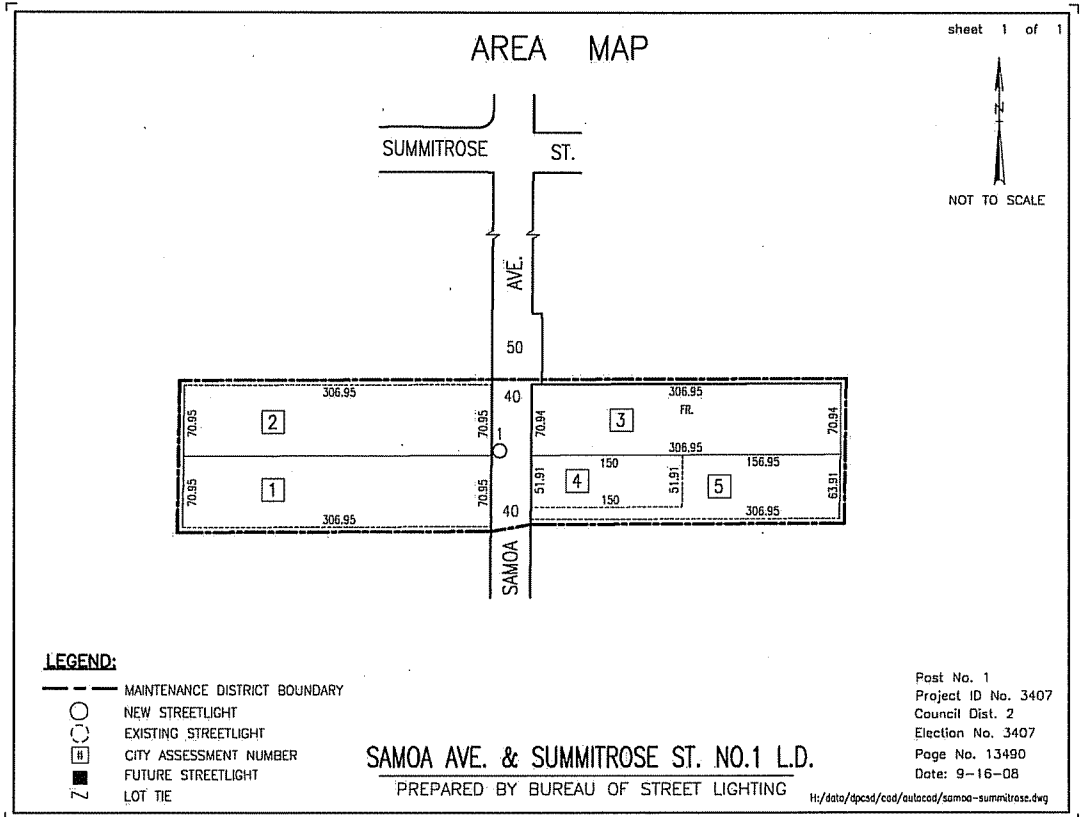 sheet 1 of 1
AREA MAP
N
NOT TO SCALE
SUMMITROSE ST.
AVE.
50
306.95
40
306.95
FR.
70.95
2
70.95
1
70.94
3
70.94
306.95
150
156.95
70.95
1
70.95
51.91
4
51.91
5
63.91
150
306.95
40
306.95
SAMOA
LEGEND:
MAINTENANCE DISTRICT BOUNDARY
NEW STREETLIGHT
EXISTING STREETLIGHT
# CITY ASSESSMENT NUMBER
FUTURE STREETLIGHT
LOT TIE
SAMOA AVE. & SUMMITROSE ST. NO.1 L.D.
PREPARED BY BUREAU OF STREET LIGHTING
Post No. 1
Project ID No. 3407
Council Dist. 2
Election No. 3407
Page No. 13490
Date: 9-16-08
H:/data/dpcsd/cad/autocad/samoa-summitrose.dwg